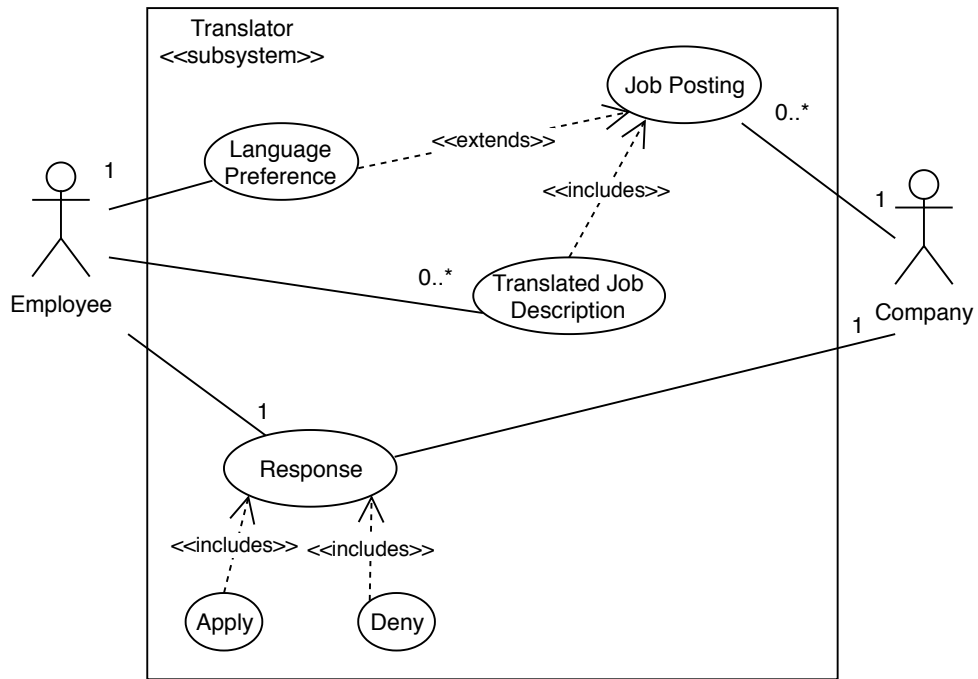 Translator
<<subsystem>>
Job Posting
0..*
<<extends>>
Language
Preference
1
<<includes>>
1
0..*
Translated Job
Description
Employee
Company
1
1
Response
<<includes>>
<<includes>>
Apply
Deny